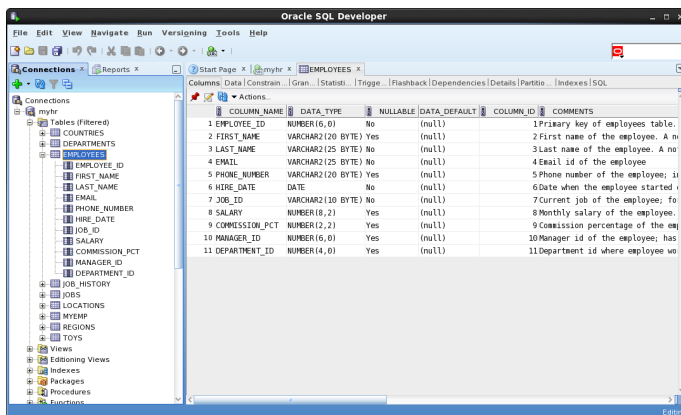 Oracle SQL Developer
File Edit View Navigate Run Versioning Tools Help
Connections Reports
Start Page myhr EMPLOYEES
Columns Data Constrain... Gran... Statisti... Trigge... Flashback Dependencies Details Partitio... Indexes SQL
Actions...
COLUMN_NAME DATA_TYPE NULLABLE DATA_DEFAULT COLUMN_ID COMMENTS
1 EMPLOYEE_ID NUMBER(6,0) No (null) 1 Primary key of employees table.
2 FIRST_NAME VARCHAR2(20 BYTE) Yes (null) 2 First name of the employee. A
3 LAST_NAME VARCHAR2(25 BYTE) No (null) 3 Last name of the employee. A
4 EMAIL VARCHAR2(25 BYTE) No (null) 4 Email id of the employee
5 PHONE_NUMBER VARCHAR2(20 BYTE) Yes (null) 5 Phone number of the employee;
6 HIRE_DATE DATE No (null) 6 Date when the employee started
7 JOB_ID VARCHAR2(10 BYTE) No (null) 7 Current job of the employee; fo
8 SALARY NUMBER(8,2) Yes (null) 8 Monthly salary of the employee.
9 COMMISSION_PCT NUMBER(2,2) Yes (null) 9 Commission percentage of the
10 MANAGER_ID NUMBER(6,0) Yes (null) 10 Manager id of the employee; has
11 DEPARTMENT_ID NUMBER(4,0) Yes (null) 11 Department id where employee wo
Connections
myhr
Tables (Filtered)
COUNTRIES
DEPARTMENTS
EMPLOYEES
EMPLOYEE_ID
FIRST_NAME
LAST_NAME
EMAIL
PHONE_NUMBER
HIRE_DATE
JOB_ID
SALARY
COMMISSION_PCT
MANAGER_ID
DEPARTMENT_ID
JOB_HISTORY
JOBS
LOCATIONS
MYEMP
REGIONS
TOYS
Views
Editioning Views
Indexes
Packages
Procedures
Functions
Editin